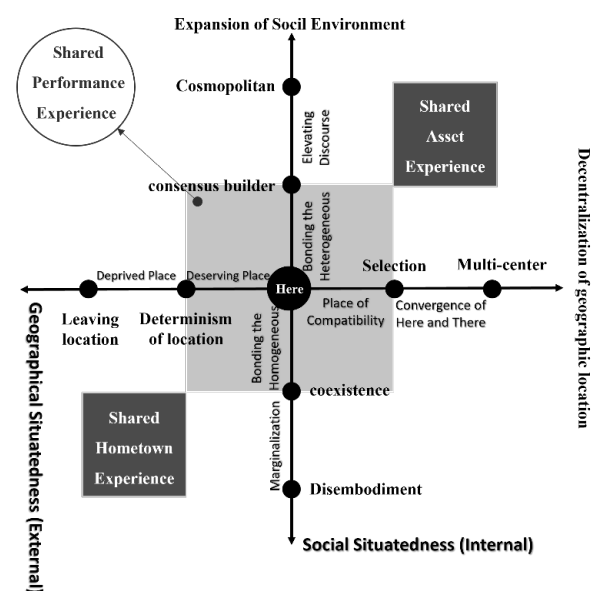 Expansion of Socil Environment
Shared
Performance
Experience
Cosmopolitan
Shared
Asset
Experience
Elevating
Discourse
consensus builder
Bonding the
Heterogeneous
Decentralization of geographic location
Deprived Place
Deserving Place
Here
Selection
Multi-center
Leaving
location
Determinism
of location
Place of
Compatibility
Convergence of
Here and There
Bonding the
Homogeneous
Geographical Situatedness (External)
coexistence
Shared
Hometown
Experience
Marginalization
Disembodiment
Social Situatedness (Internal)